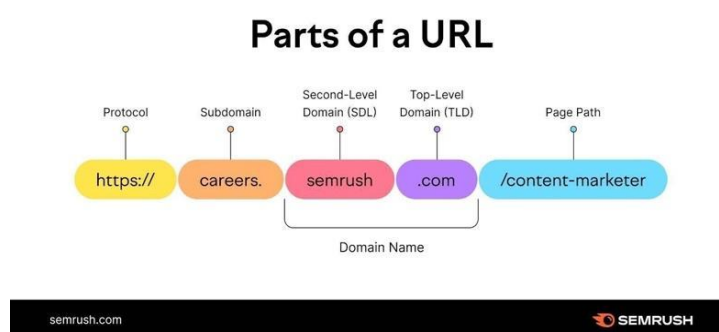 Parts of a URL
Protocol
Subdomain
Second-Level
Domain (SDL)
Top-Level
Domain (TLD)
Page Path
https://
careers.
semrush
.com
/content-marketer
Domain Name
semrush.com
SEMRUSH